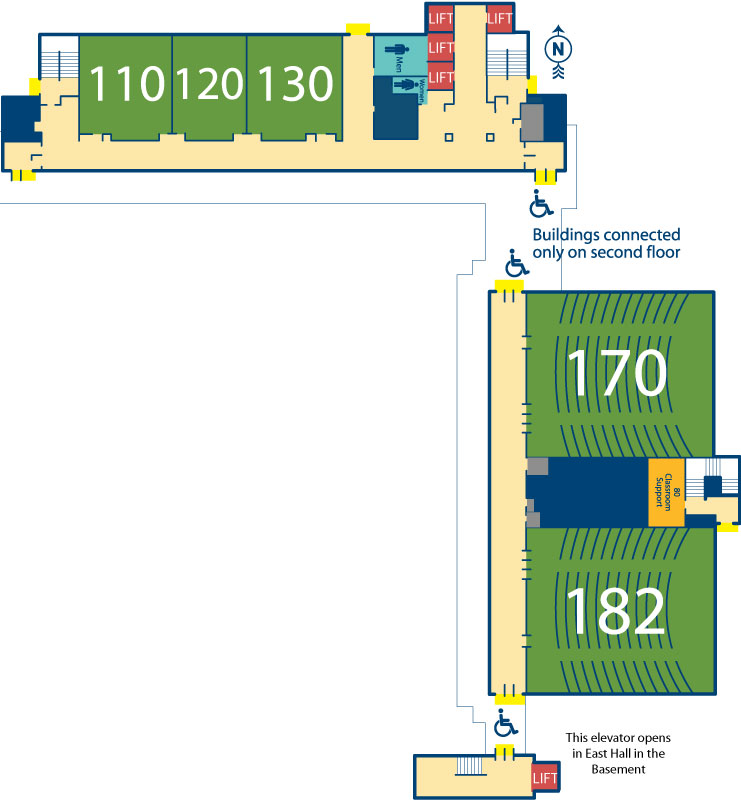 LIFT
LIFT
LIFT
LIFT
N
110
120
130
Men
Women
Buildings connected
only on second floor
170
80
Classroom
Support
182
This elevator opens
in East Hall in the
Basement
LIFT